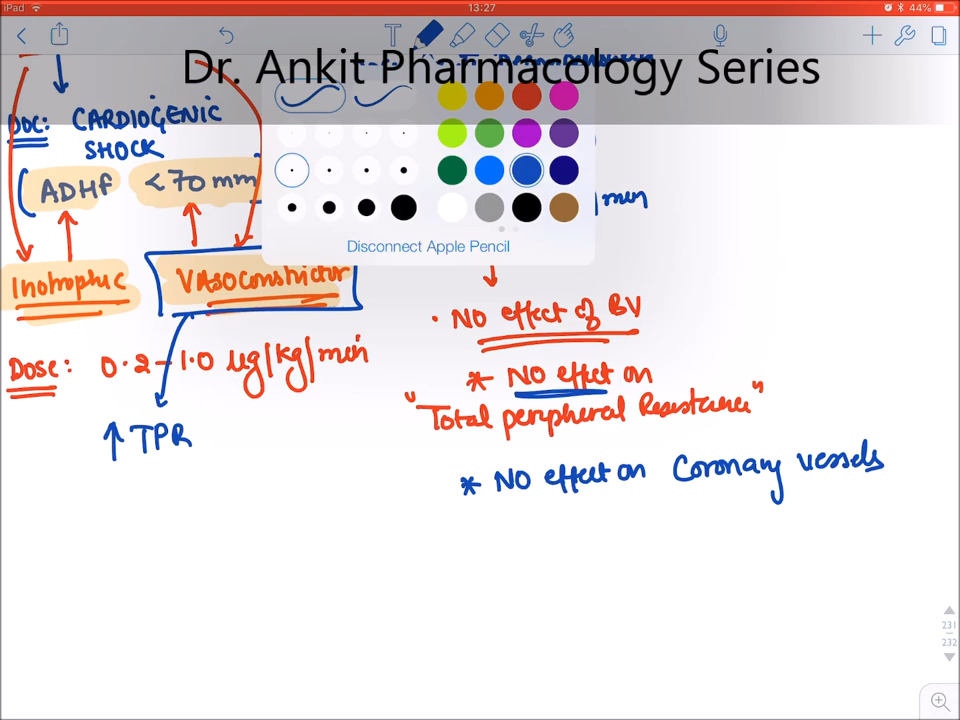 iPad 13:27 44%
Dr. Ankit Pharmacology Series
DOC: CARDIOGENIC
SHOCK
(ADHF <70 mm
min
Disconnect Apple Pencil
Inotrophic VASoconstrictor
• NO effect of BV
Dose: 0.2-1.0 ug/kg/min
* NO effect on
"Total peripheral Resistance"
↑ TPR
* NO effect on Coronary vessels
231
232